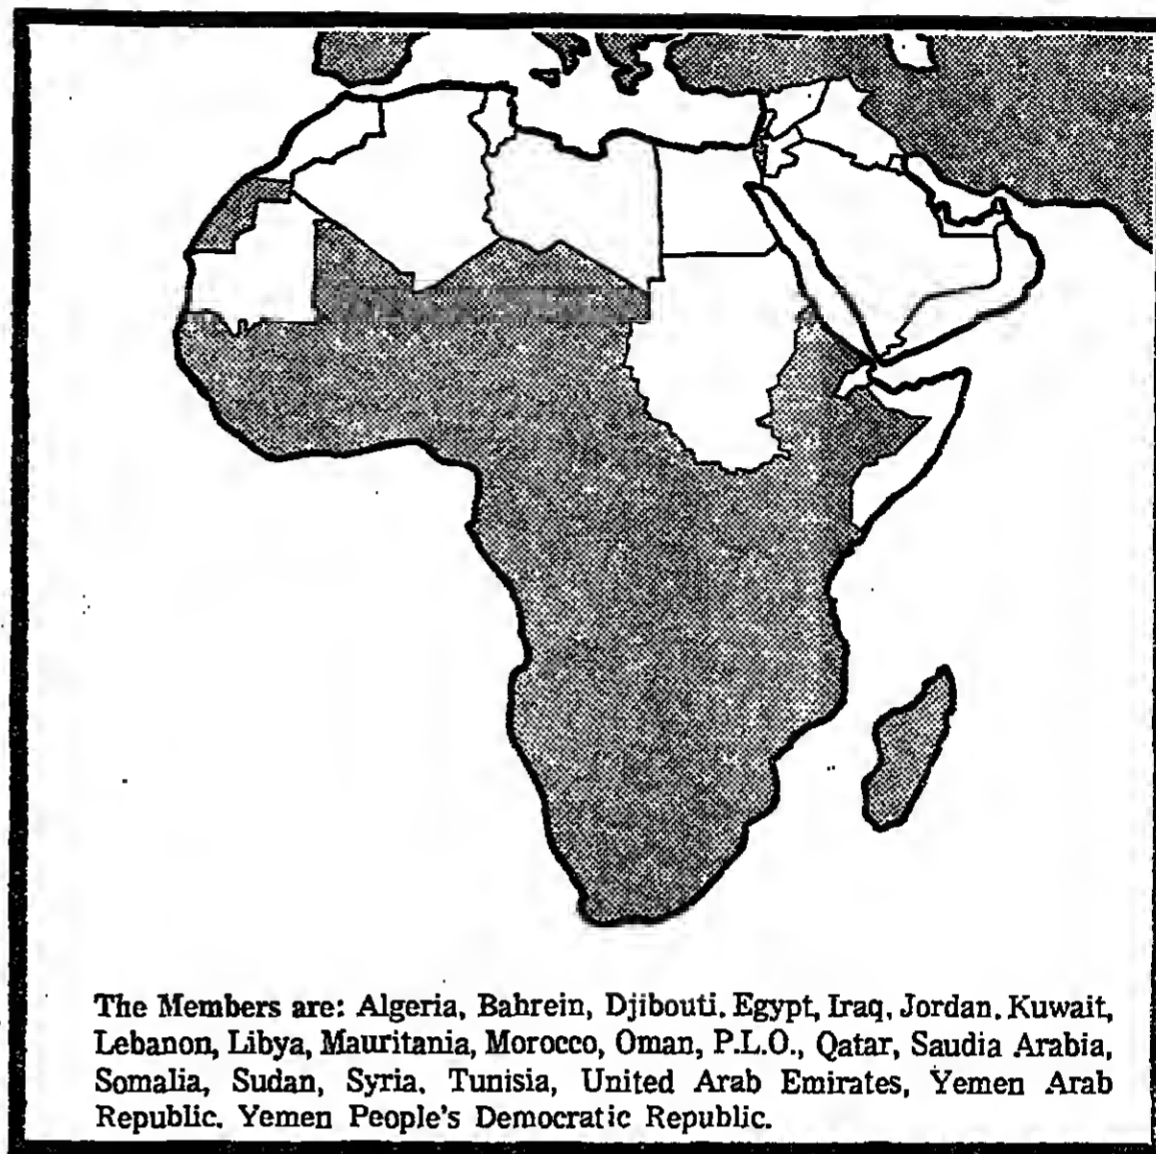 The Members are: Algeria, Bahrein, Djibouti. Egypt, Iraq, Jordan. Kuwait,
Lebanon, Libya, Mauritania, Morocco, Oman, P.L.O., Qatar, Saudia Arabia,
Somalia, Sudan, Syria. Tunisia, United Arab Emirates, Yemen Arab
Republic. Yemen People's Democratic Republic.